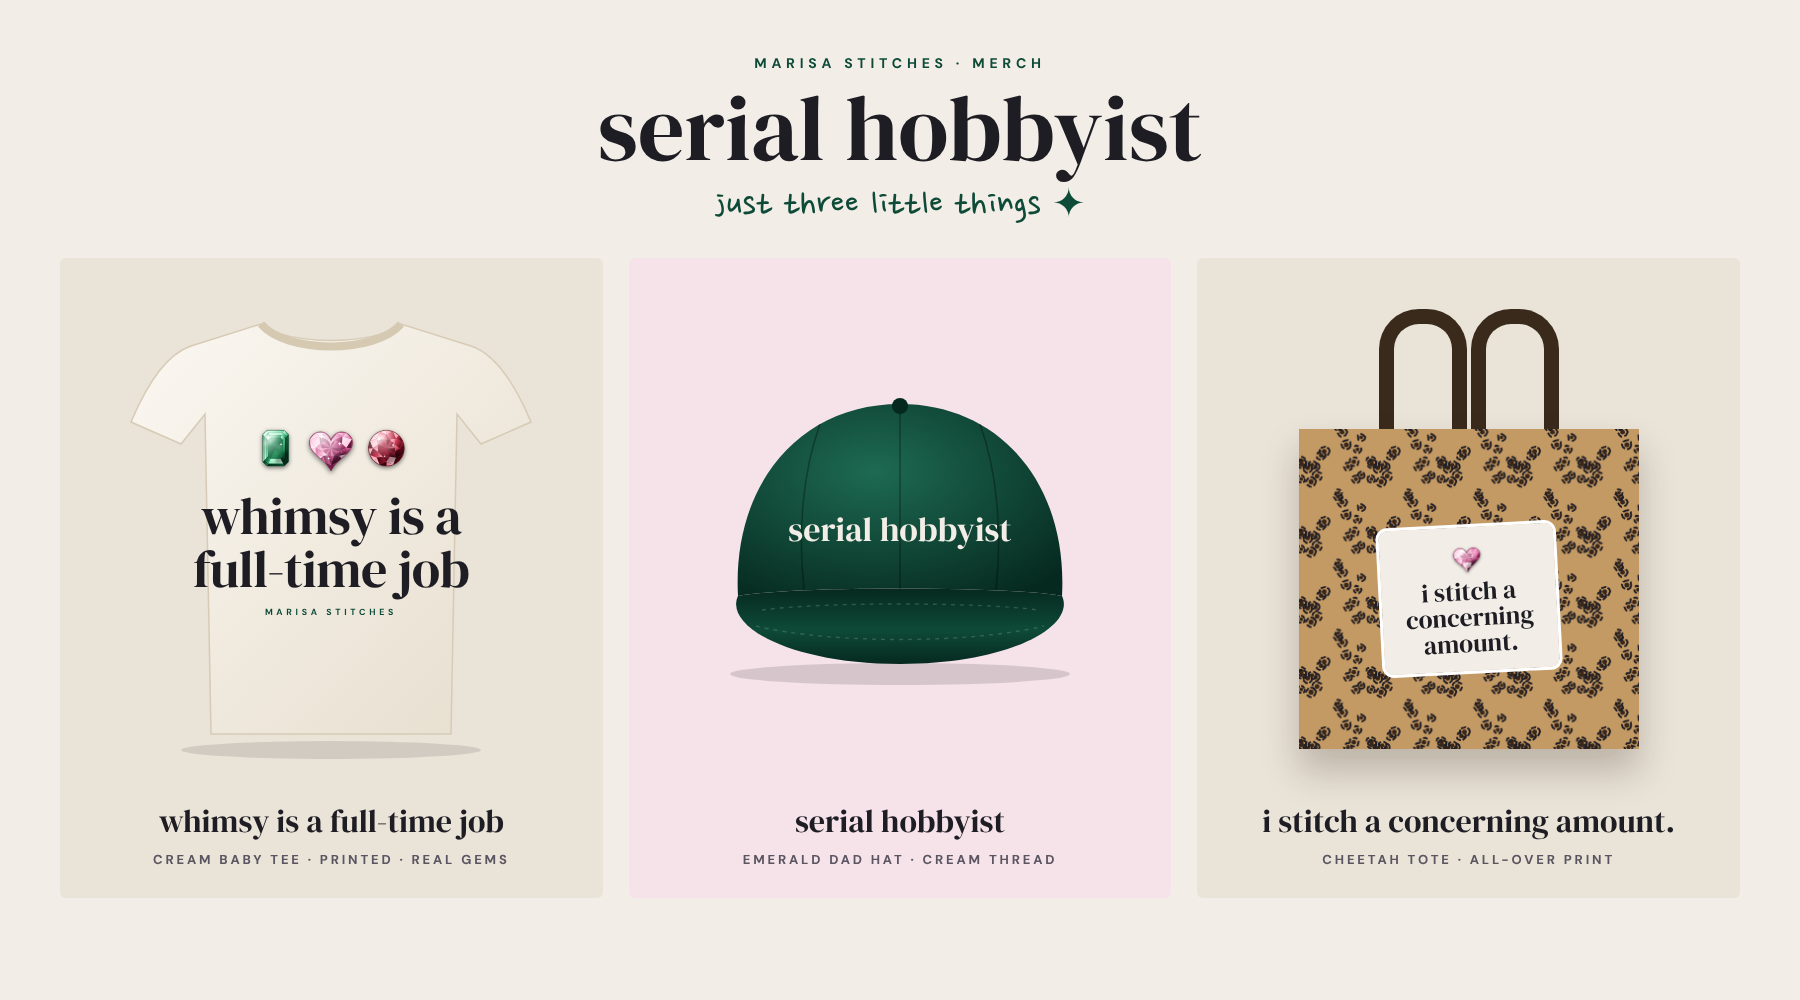 MARISA STITCHES · MERCH
serial hobbyist
just three little things ✦
whimsy is a
full-time job
MARISA STITCHES
whimsy is a full-time job
CREAM BABY TEE · PRINTED · REAL GEMS
serial hobbyist
serial hobbyist
EMERALD DAD HAT · CREAM THREAD
i stitch a
concerning
amount.
i stitch a concerning amount.
CHEETAH TOTE · ALL-OVER PRINT